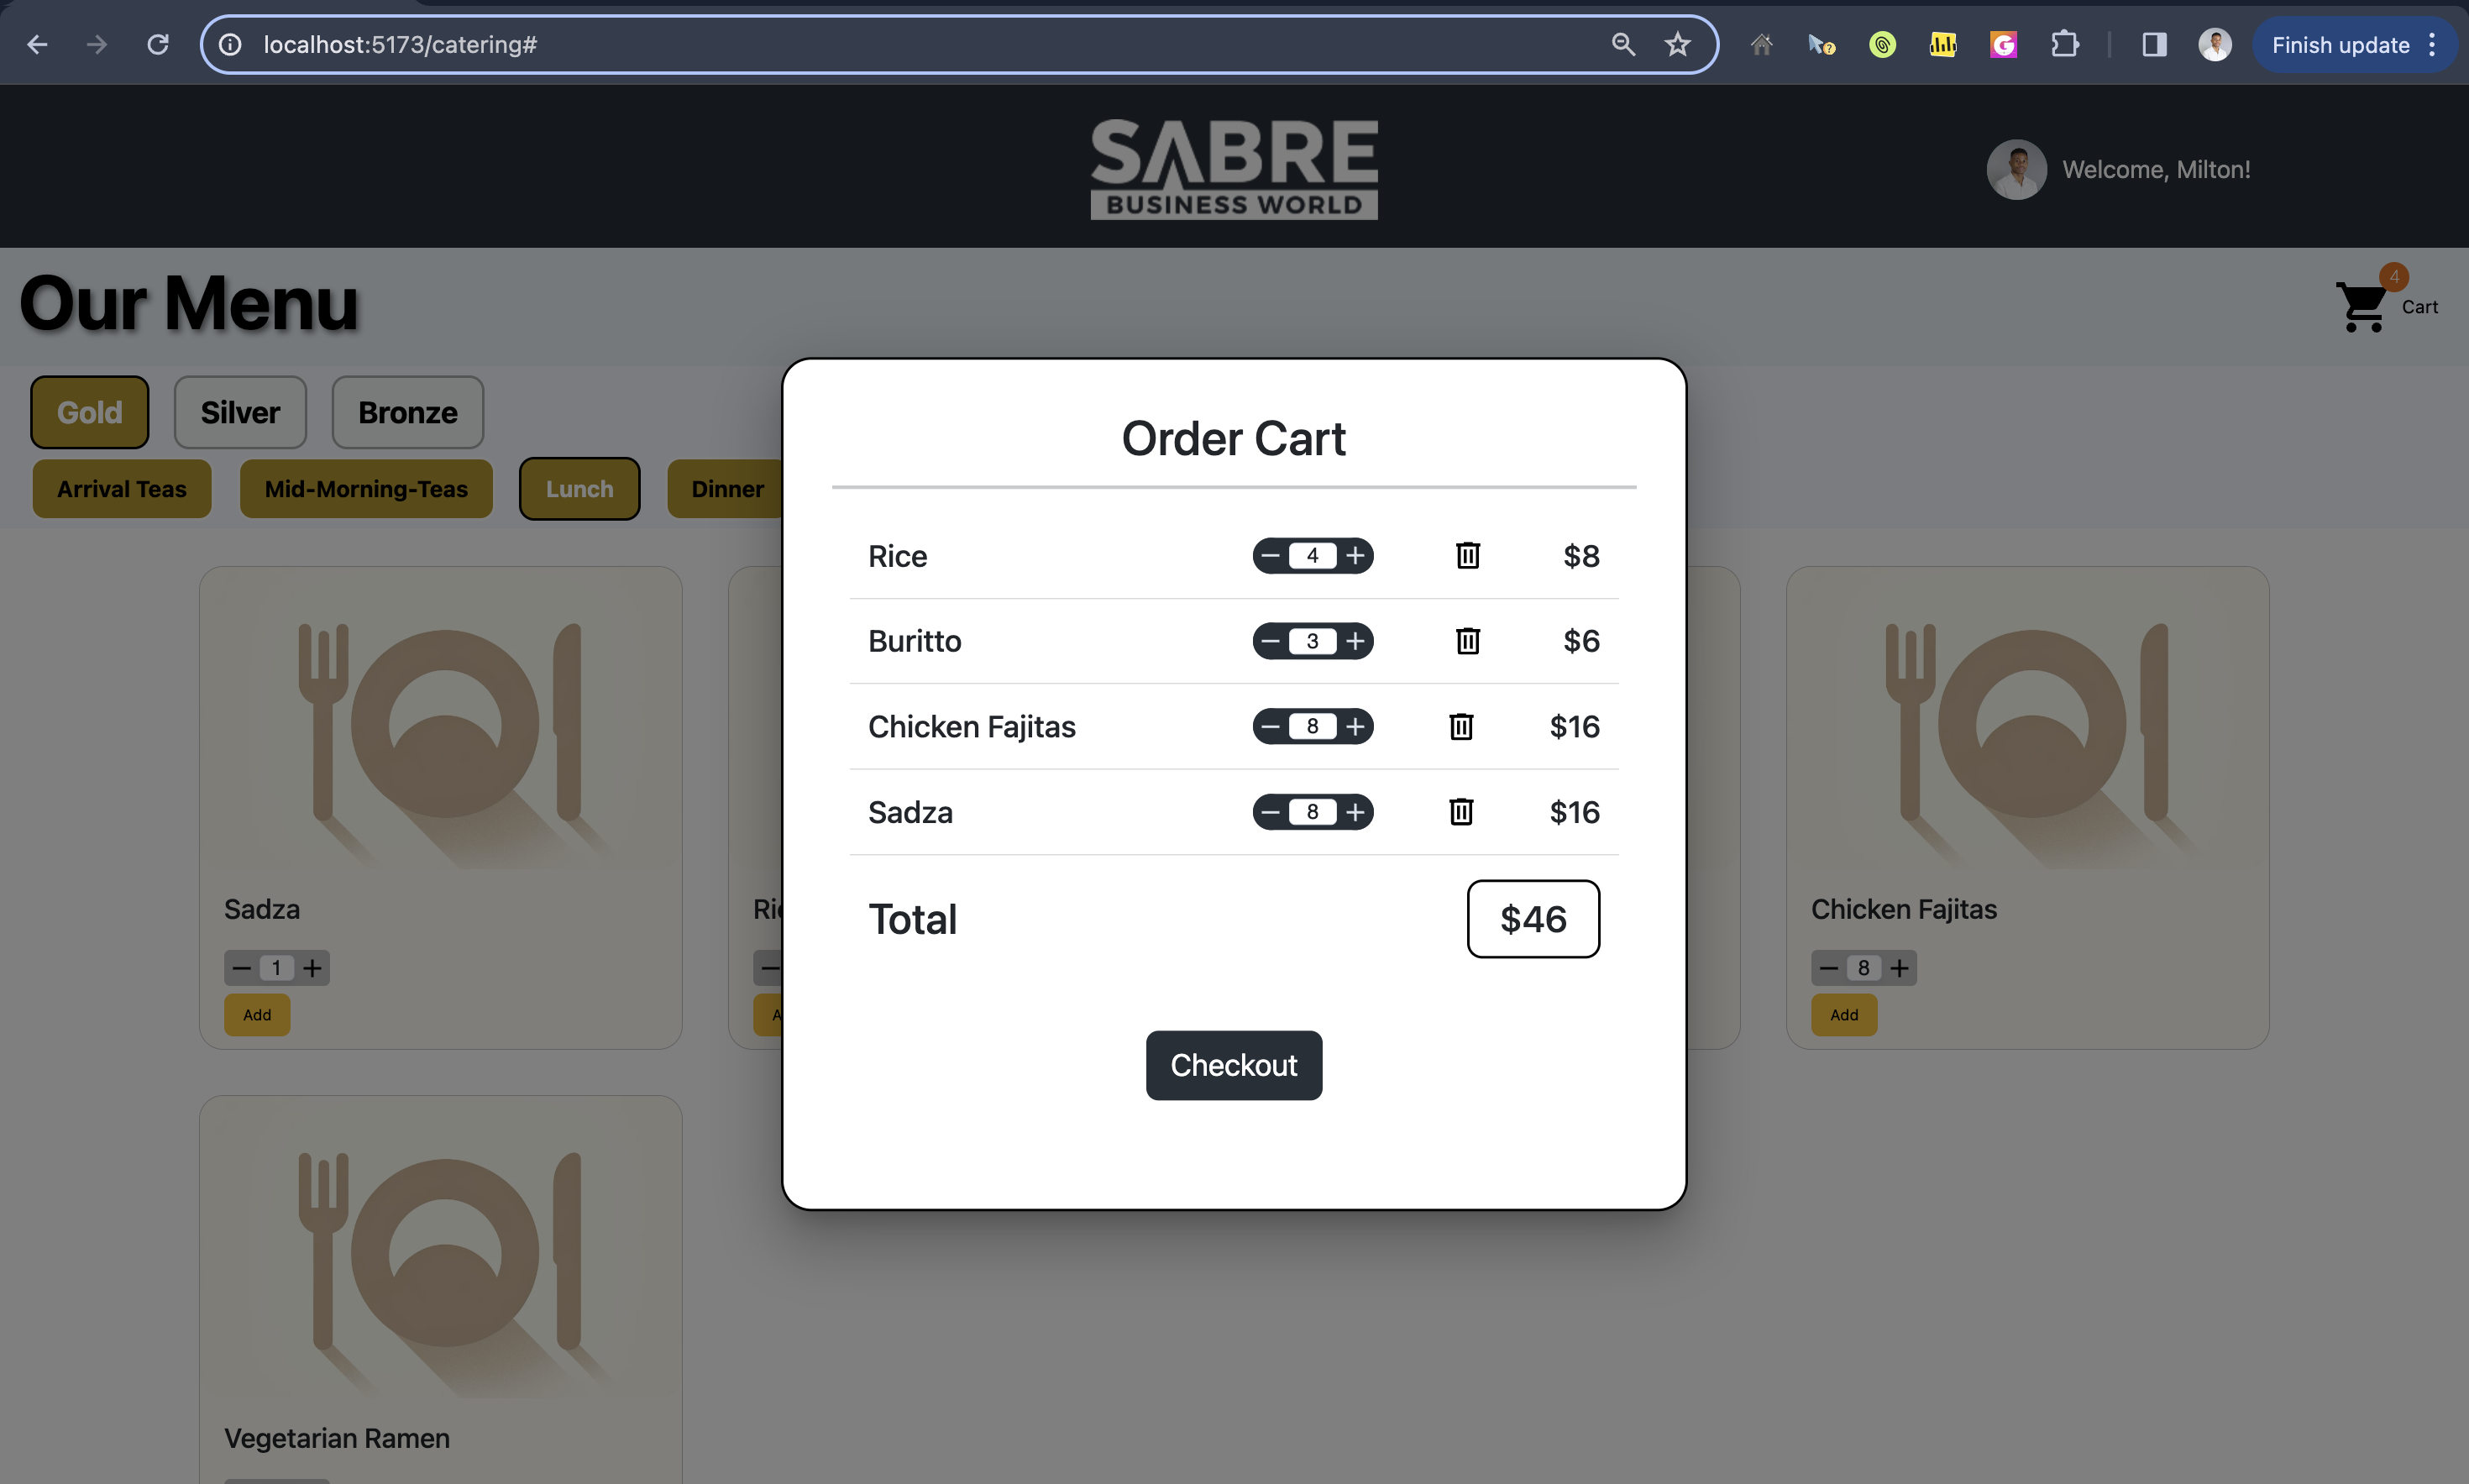 localhost:5173/catering#
Finish update
SABRE
BUSINESS WORLD
Welcome, Milton!
Our Menu
4
Cart
Gold
Silver
Bronze
Arrival Teas
Mid-Morning-Teas
Lunch
Dinner
Order Cart
Rice
4
$8
Buritto
3
$6
Chicken Fajitas
8
$16
Sadza
8
$16
Total
$46
Checkout
Sadza
1
Add
Chicken Fajitas
8
Add
Vegetarian Ramen